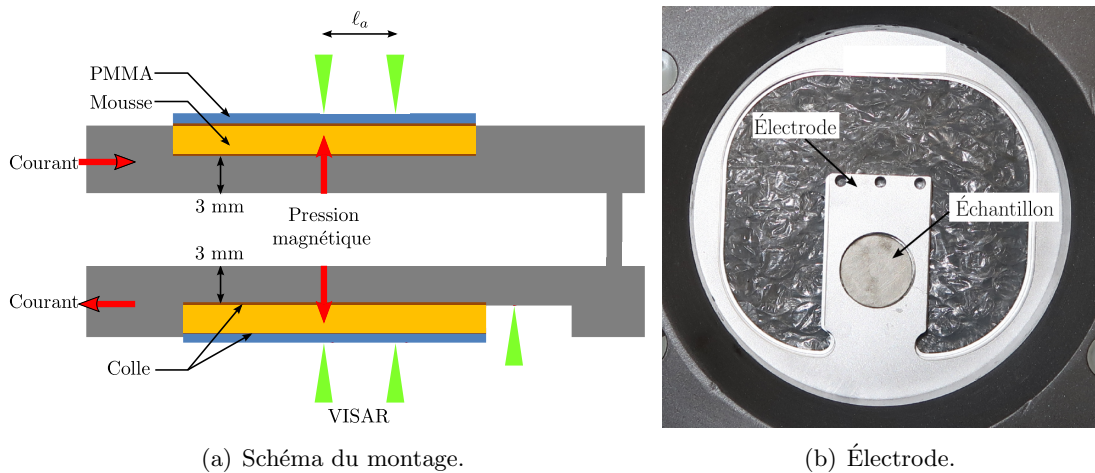 ℓₐ
PMMA
Mousse
Courant
3 mm
Pression
magnétique
3 mm
Courant
Colle
VISAR
Électrode
Échantillon
(a) Schéma du montage.
(b) Électrode.